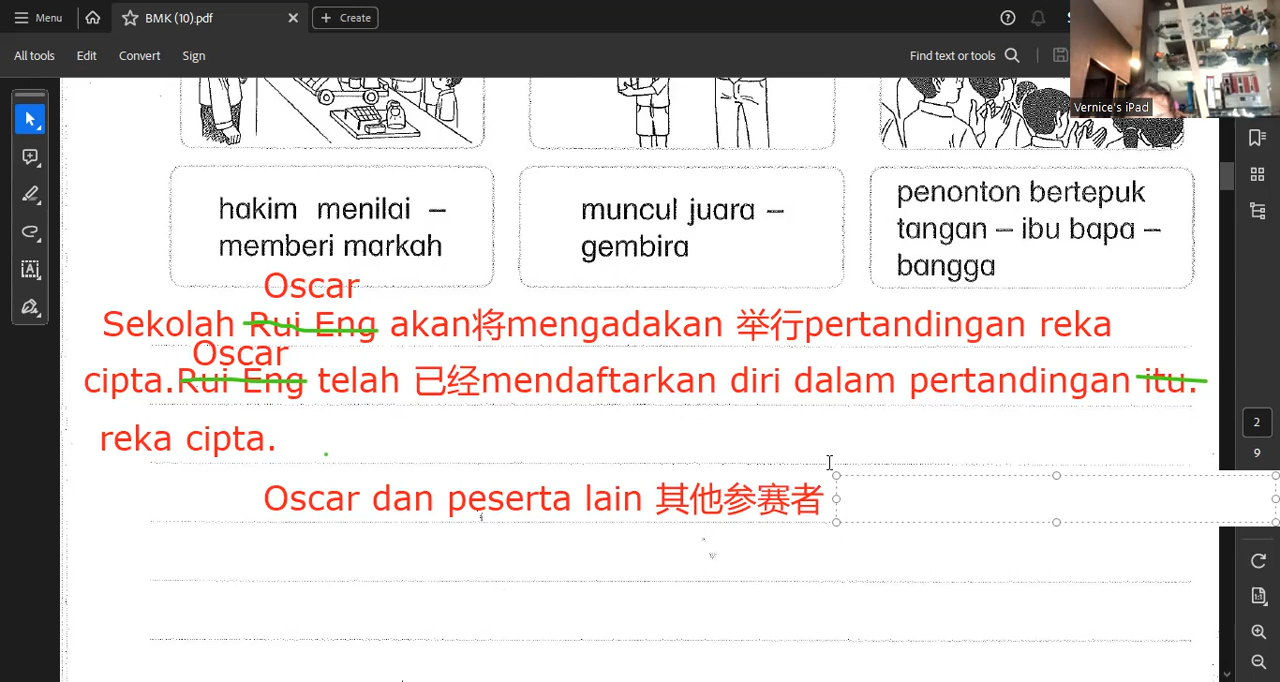 Menu
BMK (10).pdf
Create
All tools
Edit
Convert
Sign
Find text or tools
Vernice's iPad
hakim menilai –
memberi markah
muncul juara –
gembira
penonton bertepuk
tangan – ibu bapa –
bangga
Oscar
Sekolah Rui Eng akan将mengadakan 举行pertandingan reka
Oscar
cipta.Rui Eng telah 已经mendaftarkan diri dalam pertandingan itu.
reka cipta.
Oscar dan peserta lain 其他参赛者
2
9